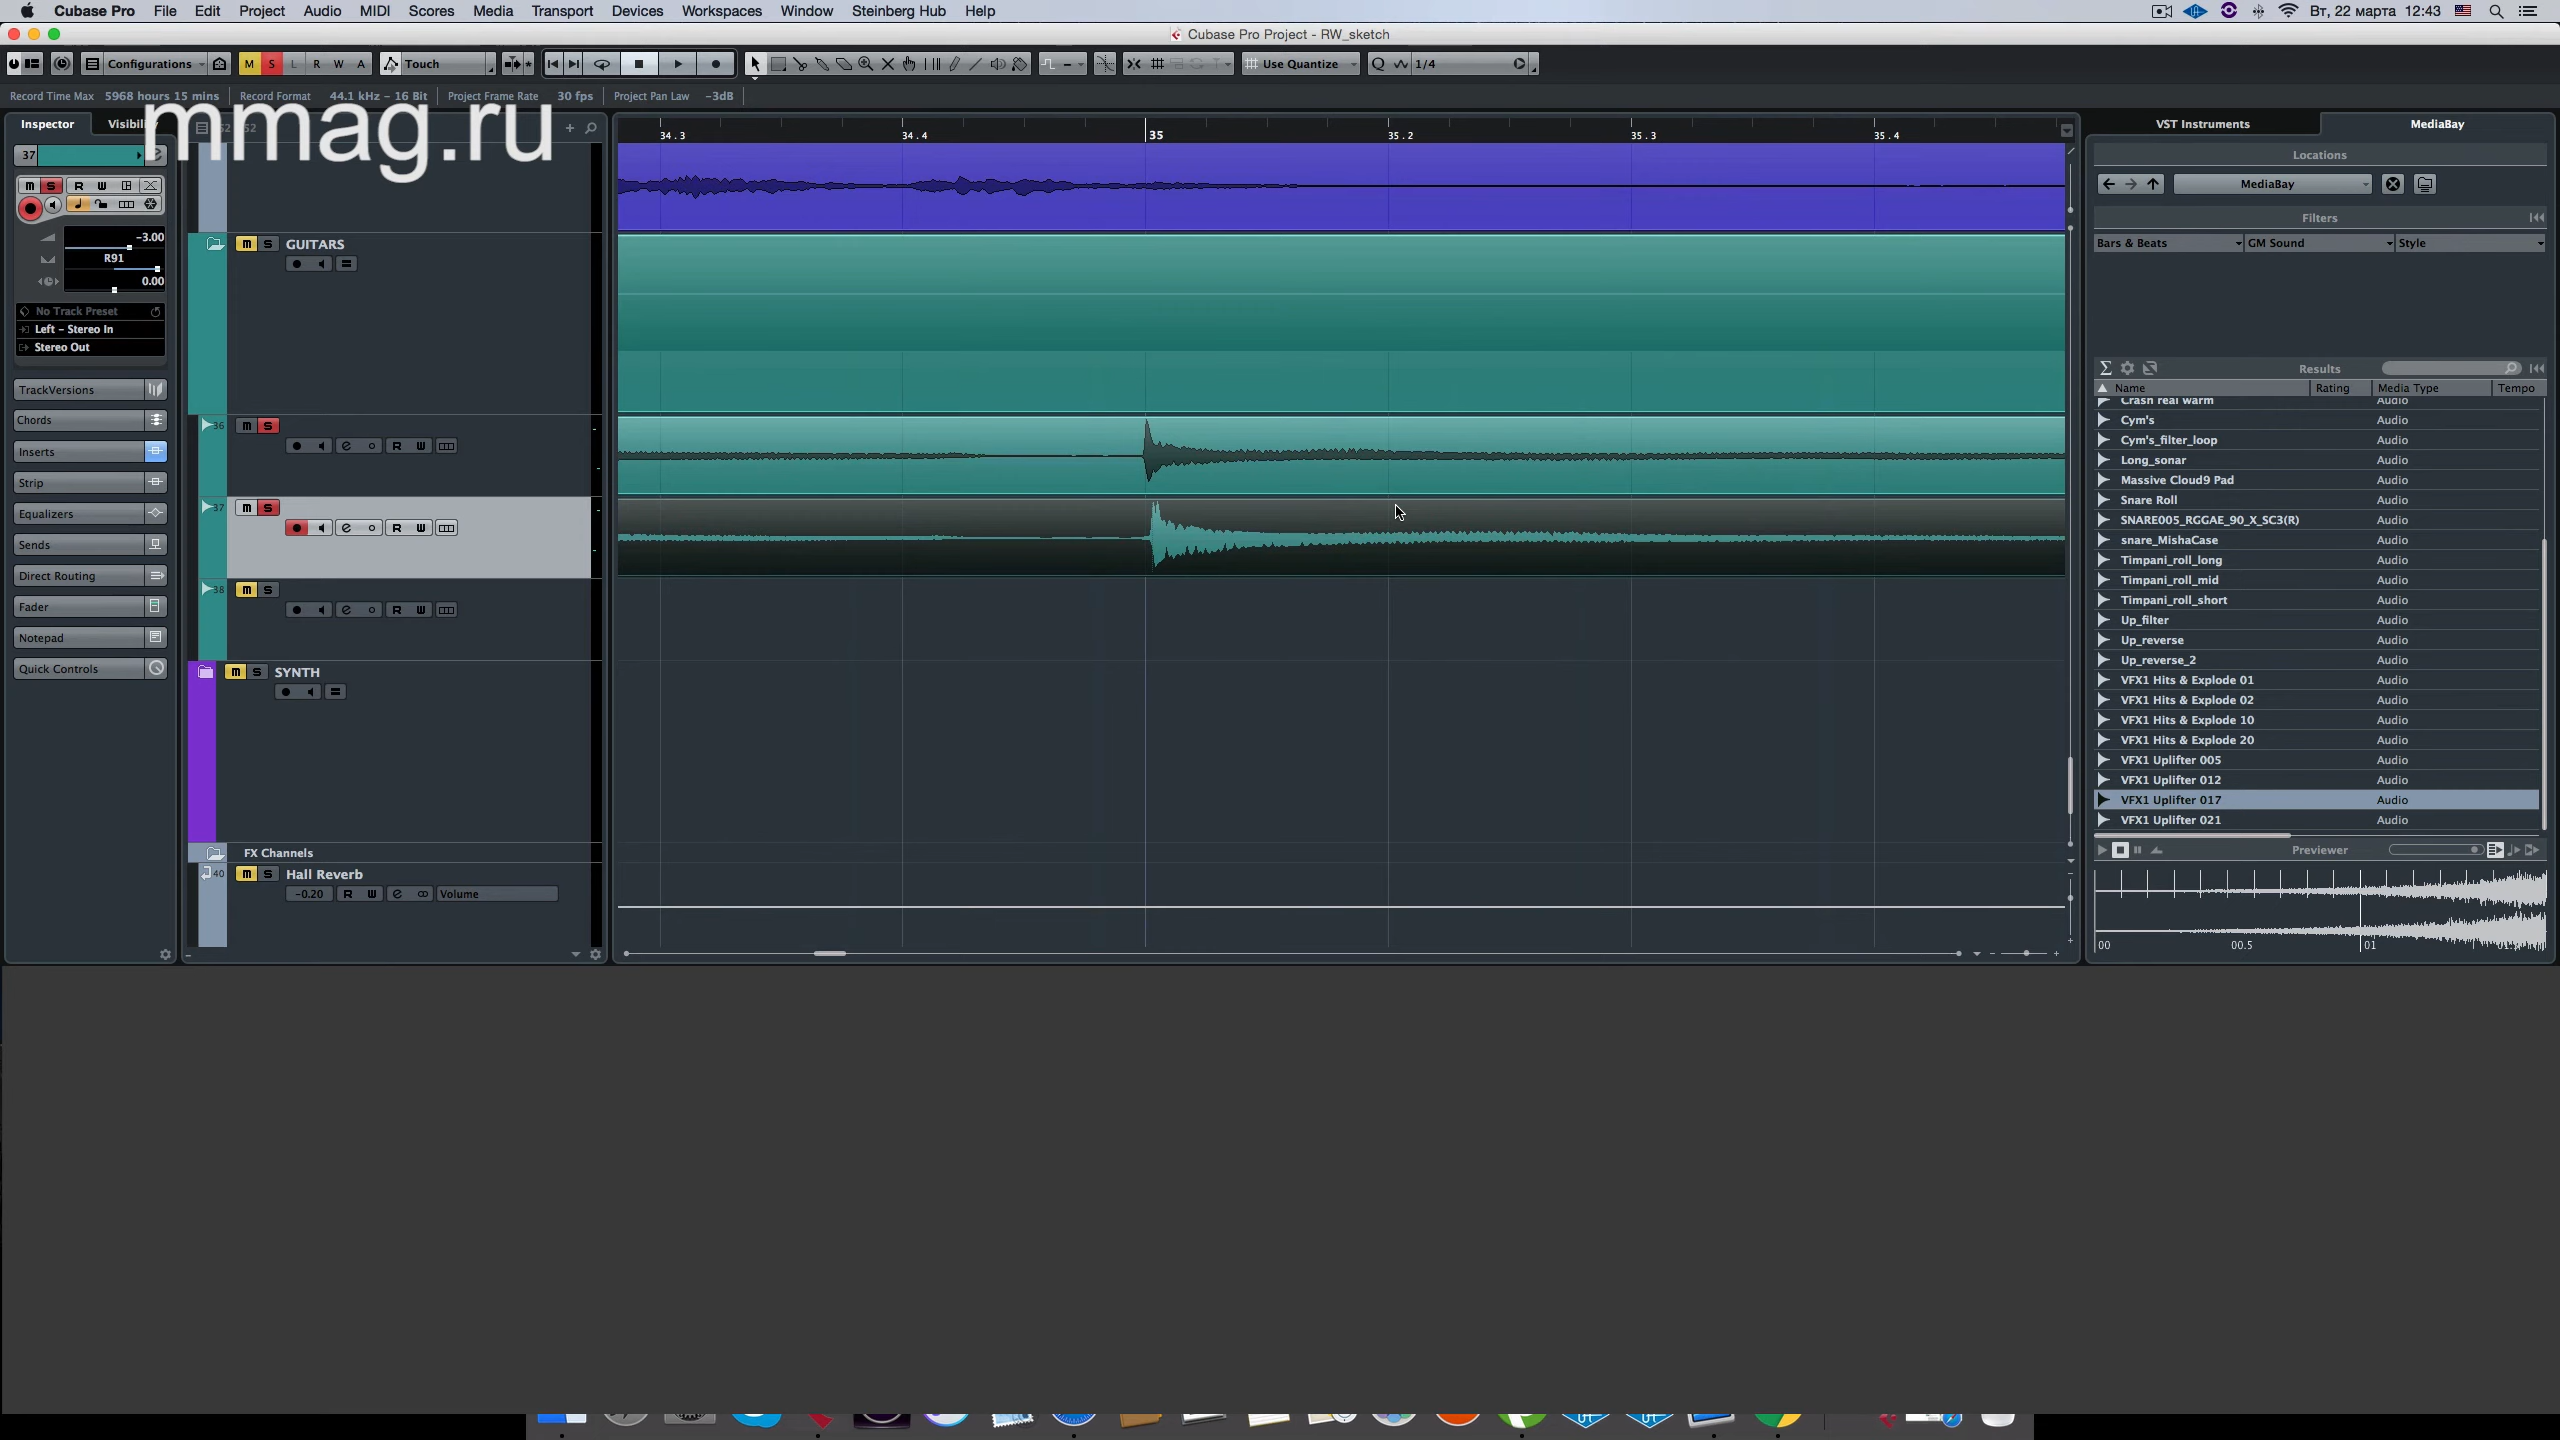 Cubase Pro File Edit Project Audio MIDI Scores Media Transport Devices Workspaces Window Steinberg Hub Help Вт, 22 марта 12:43
Cubase Pro Project - RW_sketch
Configurations M S L R W A Touch Use Quantize Q 1/4
Record Time Max 5968 hours 15 mins Record Format 44.1 kHz - 16 Bit Project Frame Rate 30 fps Project Pan Law -3dB
mmag.ru
Inspector
37
M S R W
-3.00
R91
0.00
No Track Preset
Left - Stereo In
Stereo Out
TrackVersions
Chords
Inserts
Strip
Equalizers
Sends
Direct Routing
Fader
Notepad
Quick Controls
m S GUITARS
36 m S
R W
37 m S
R W
38 m S
R W
m S SYNTH
FX Channels
40 m S Hall Reverb
-0.20 R W Volume
34.3 34.4 35 35.2 35.3 35.4
VST Instruments MediaBay
Locations
MediaBay
Filters
Bars & Beats GM Sound Style
Results
Name Rating Media Type Tempo
Crash real warm Audio
Cym's Audio
Cym's_filter_loop Audio
Long_sonar Audio
Massive Cloud9 Pad Audio
Snare Roll Audio
SNARE005_RGGAE_90_X_SC3(R) Audio
snare_MishaCase Audio
Timpani_roll_long Audio
Timpani_roll_mid Audio
Timpani_roll_short Audio
Up_filter Audio
Up_reverse Audio
Up_reverse_2 Audio
VFX1 Hits & Explode 01 Audio
VFX1 Hits & Explode 02 Audio
VFX1 Hits & Explode 10 Audio
VFX1 Hits & Explode 20 Audio
VFX1 Uplifter 005 Audio
VFX1 Uplifter 012 Audio
VFX1 Uplifter 017 Audio
VFX1 Uplifter 021 Audio
Previewer
00 00.5 01